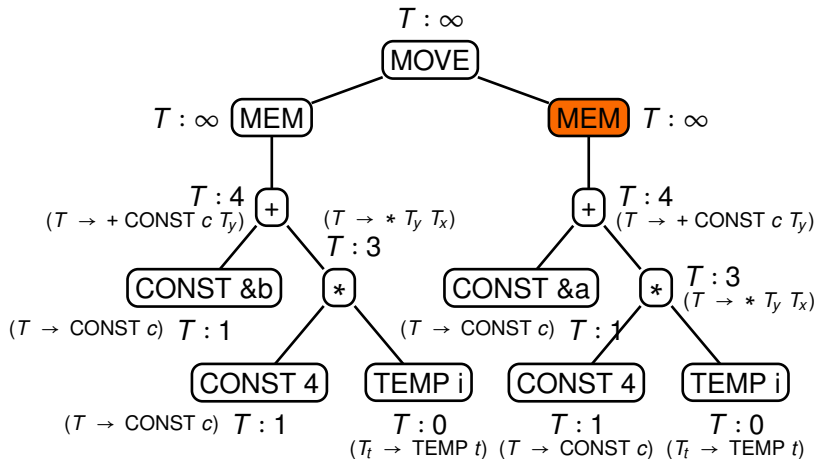 T : ∞
MOVE
T : ∞ MEM MEM T : ∞
T : 4 T : 4
(T → + CONST c T_y) + (T → * T_y T_x) + (T → + CONST c T_y)
T : 3
CONST &b * CONST &a * T : 3
(T → * T_y T_x)
(T → CONST c) T : 1 (T → CONST c) T : 1
CONST 4 TEMP i CONST 4 TEMP i
(T → CONST c) T : 1 T : 0 T : 1 T : 0
(T_t → TEMP t) (T → CONST c) (T_t → TEMP t)